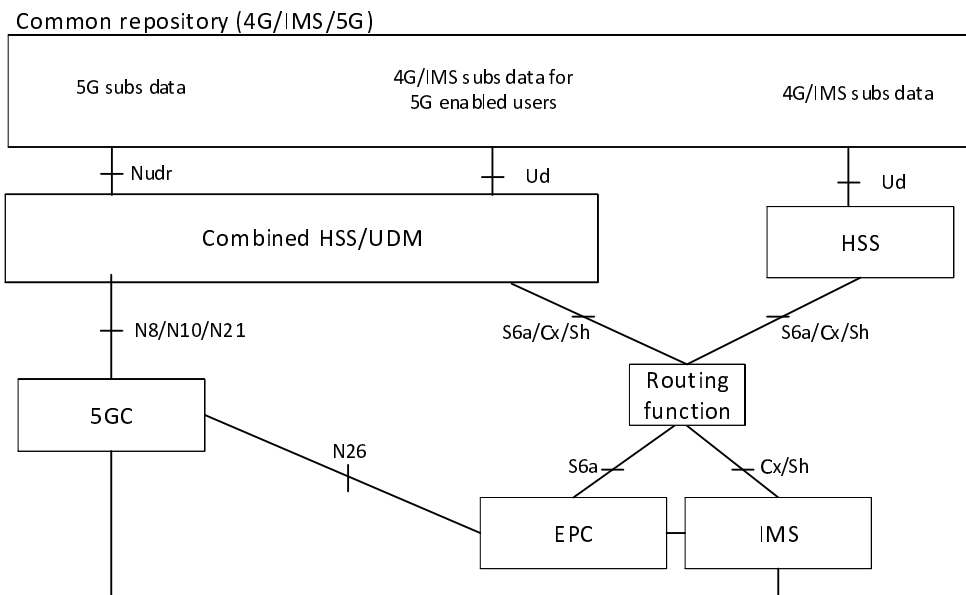 Common repository (4G/IMS/5G)
5G subs data
4G/IMS subs data for
5G enabled users
4G/IMS subs data
Nudr
Ud
Ud
Combined HSS/UDM
HSS
N8/N10/N21
S6a/Cx/Sh
S6a/Cx/Sh
Routing
function
5GC
N26
S6a
Cx/Sh
EPC
IMS